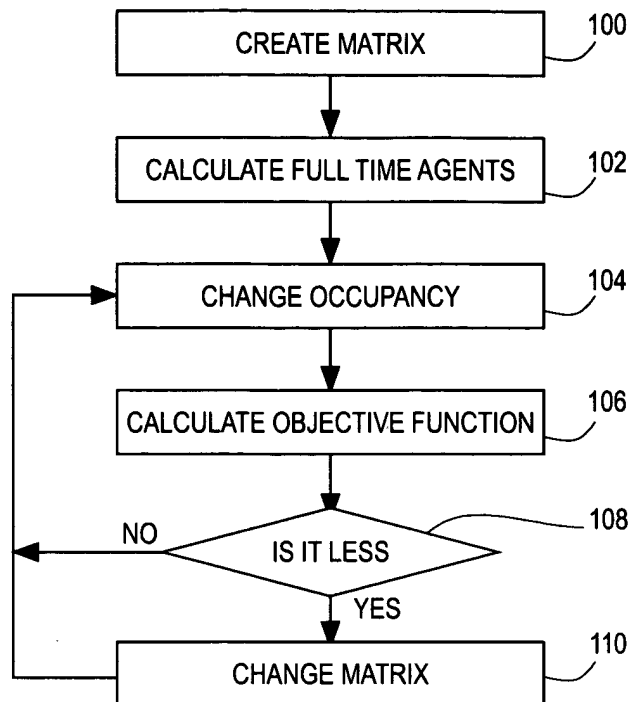 CREATE MATRIX
100
CALCULATE FULL TIME AGENTS
102
CHANGE OCCUPANCY
104
CALCULATE OBJECTIVE FUNCTION
106
IS IT LESS
108
NO
YES
CHANGE MATRIX
110